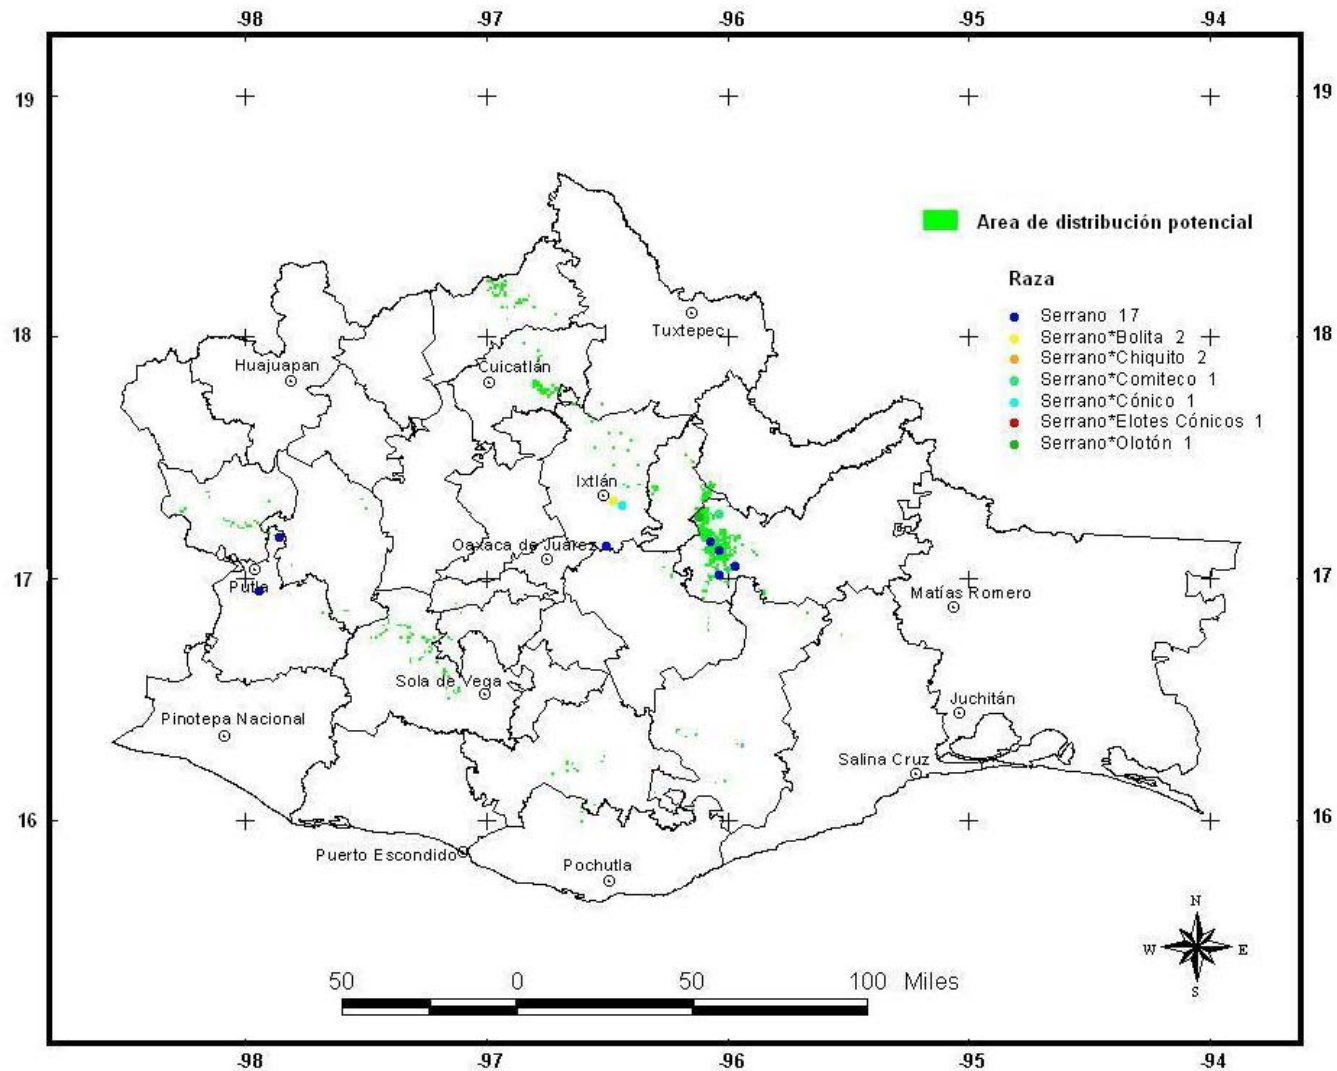 -98 -97 -96 -95 -94
19 19
Area de distribución potencial
Raza
Serrano 17
Serrano*Bolita 2
Serrano*Chiquito 2
Serrano*Comiteco 1
Serrano*Cónico 1
Serrano*Elotes Cónicos 1
Serrano*Olotón 1
18 18
Tuxtepec
Huajuapan
Cuicatlán
Ixtlán
Oaxaca de Juárez
17 17
Putla
Matías Romero
Sola de Vega
Juchitán
Pinotepa Nacional
Salina Cruz
16 16
Puerto Escondido
Pochutla
N
W E
S
50 0 50 100 Miles
-98 -97 -96 -95 -94